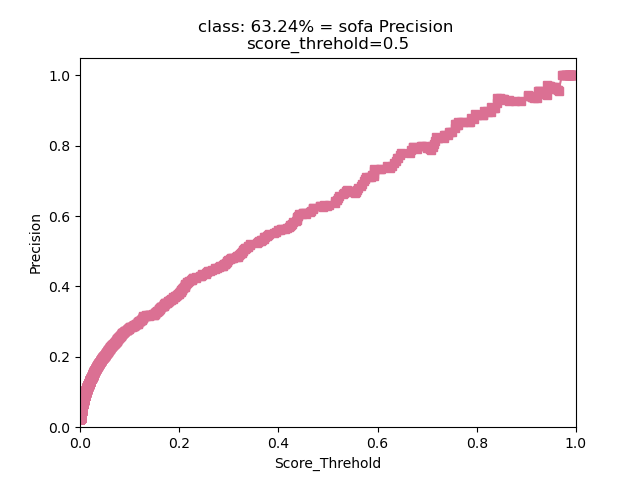 class: 63.24% = sofa Precision
score_threhold=0.5
1.0
0.8
0.6
0.4
0.2
0.0
Precision
0.0 0.2 0.4 0.6 0.8 1.0
Score_Threhold